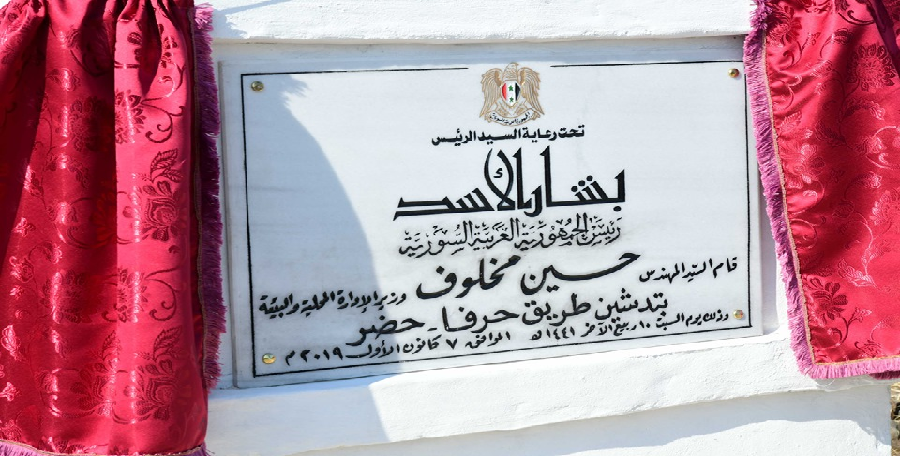 تحت رعاية السيد الرئيس
بشار الأسد
رئيس الجمهورية العربية السورية
قام السيد المهندس حسين مخلوف وزير الإدارة المحلية والبيئة
بتدشين طريق حرفا - حضر
وذلك يوم السبت ١٠ ربيع الآخر ١٤٤١ هـ الموافق ٧ كانون الأول ٢٠١٩ م